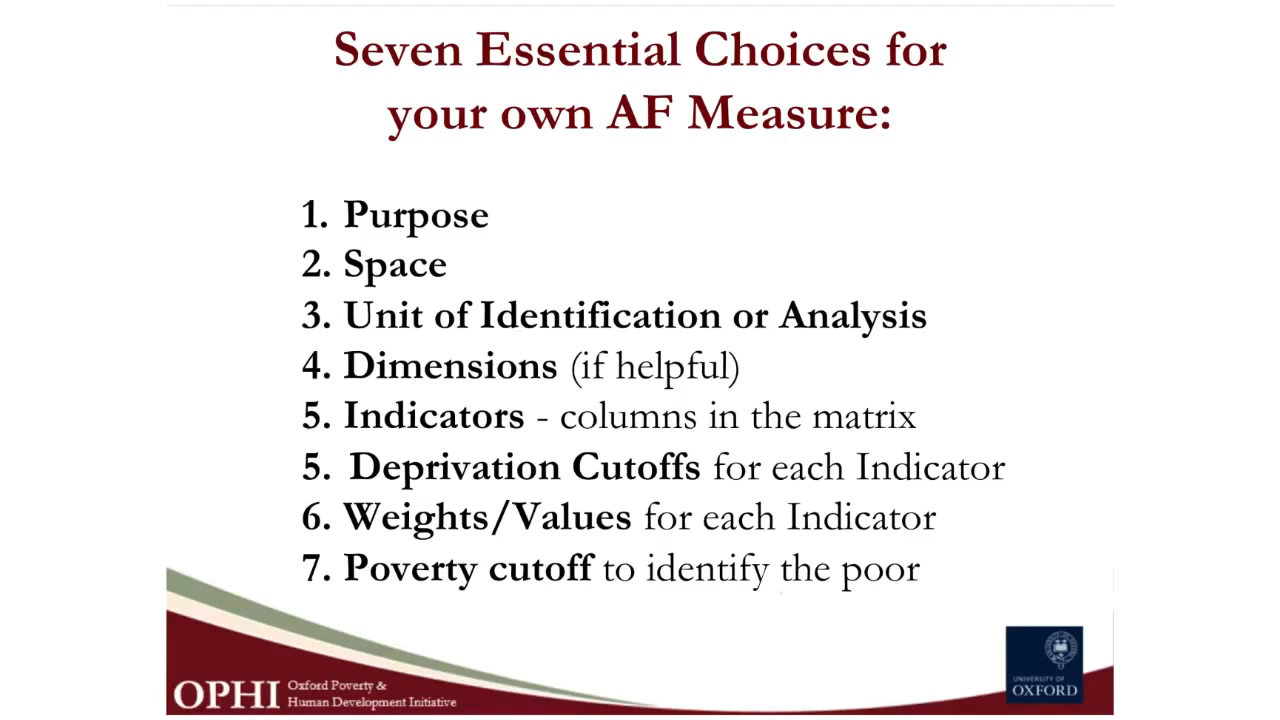 Seven Essential Choices for
your own AF Measure:
1. Purpose
2. Space
3. Unit of Identification or Analysis
4. Dimensions (if helpful)
5. Indicators - columns in the matrix
5. Deprivation Cutoffs for each Indicator
6. Weights/Values for each Indicator
7. Poverty cutoff to identify the poor
OPHI
Oxford Poverty &
Human Development Initiative
UNIVERSITY OF
OXFORD